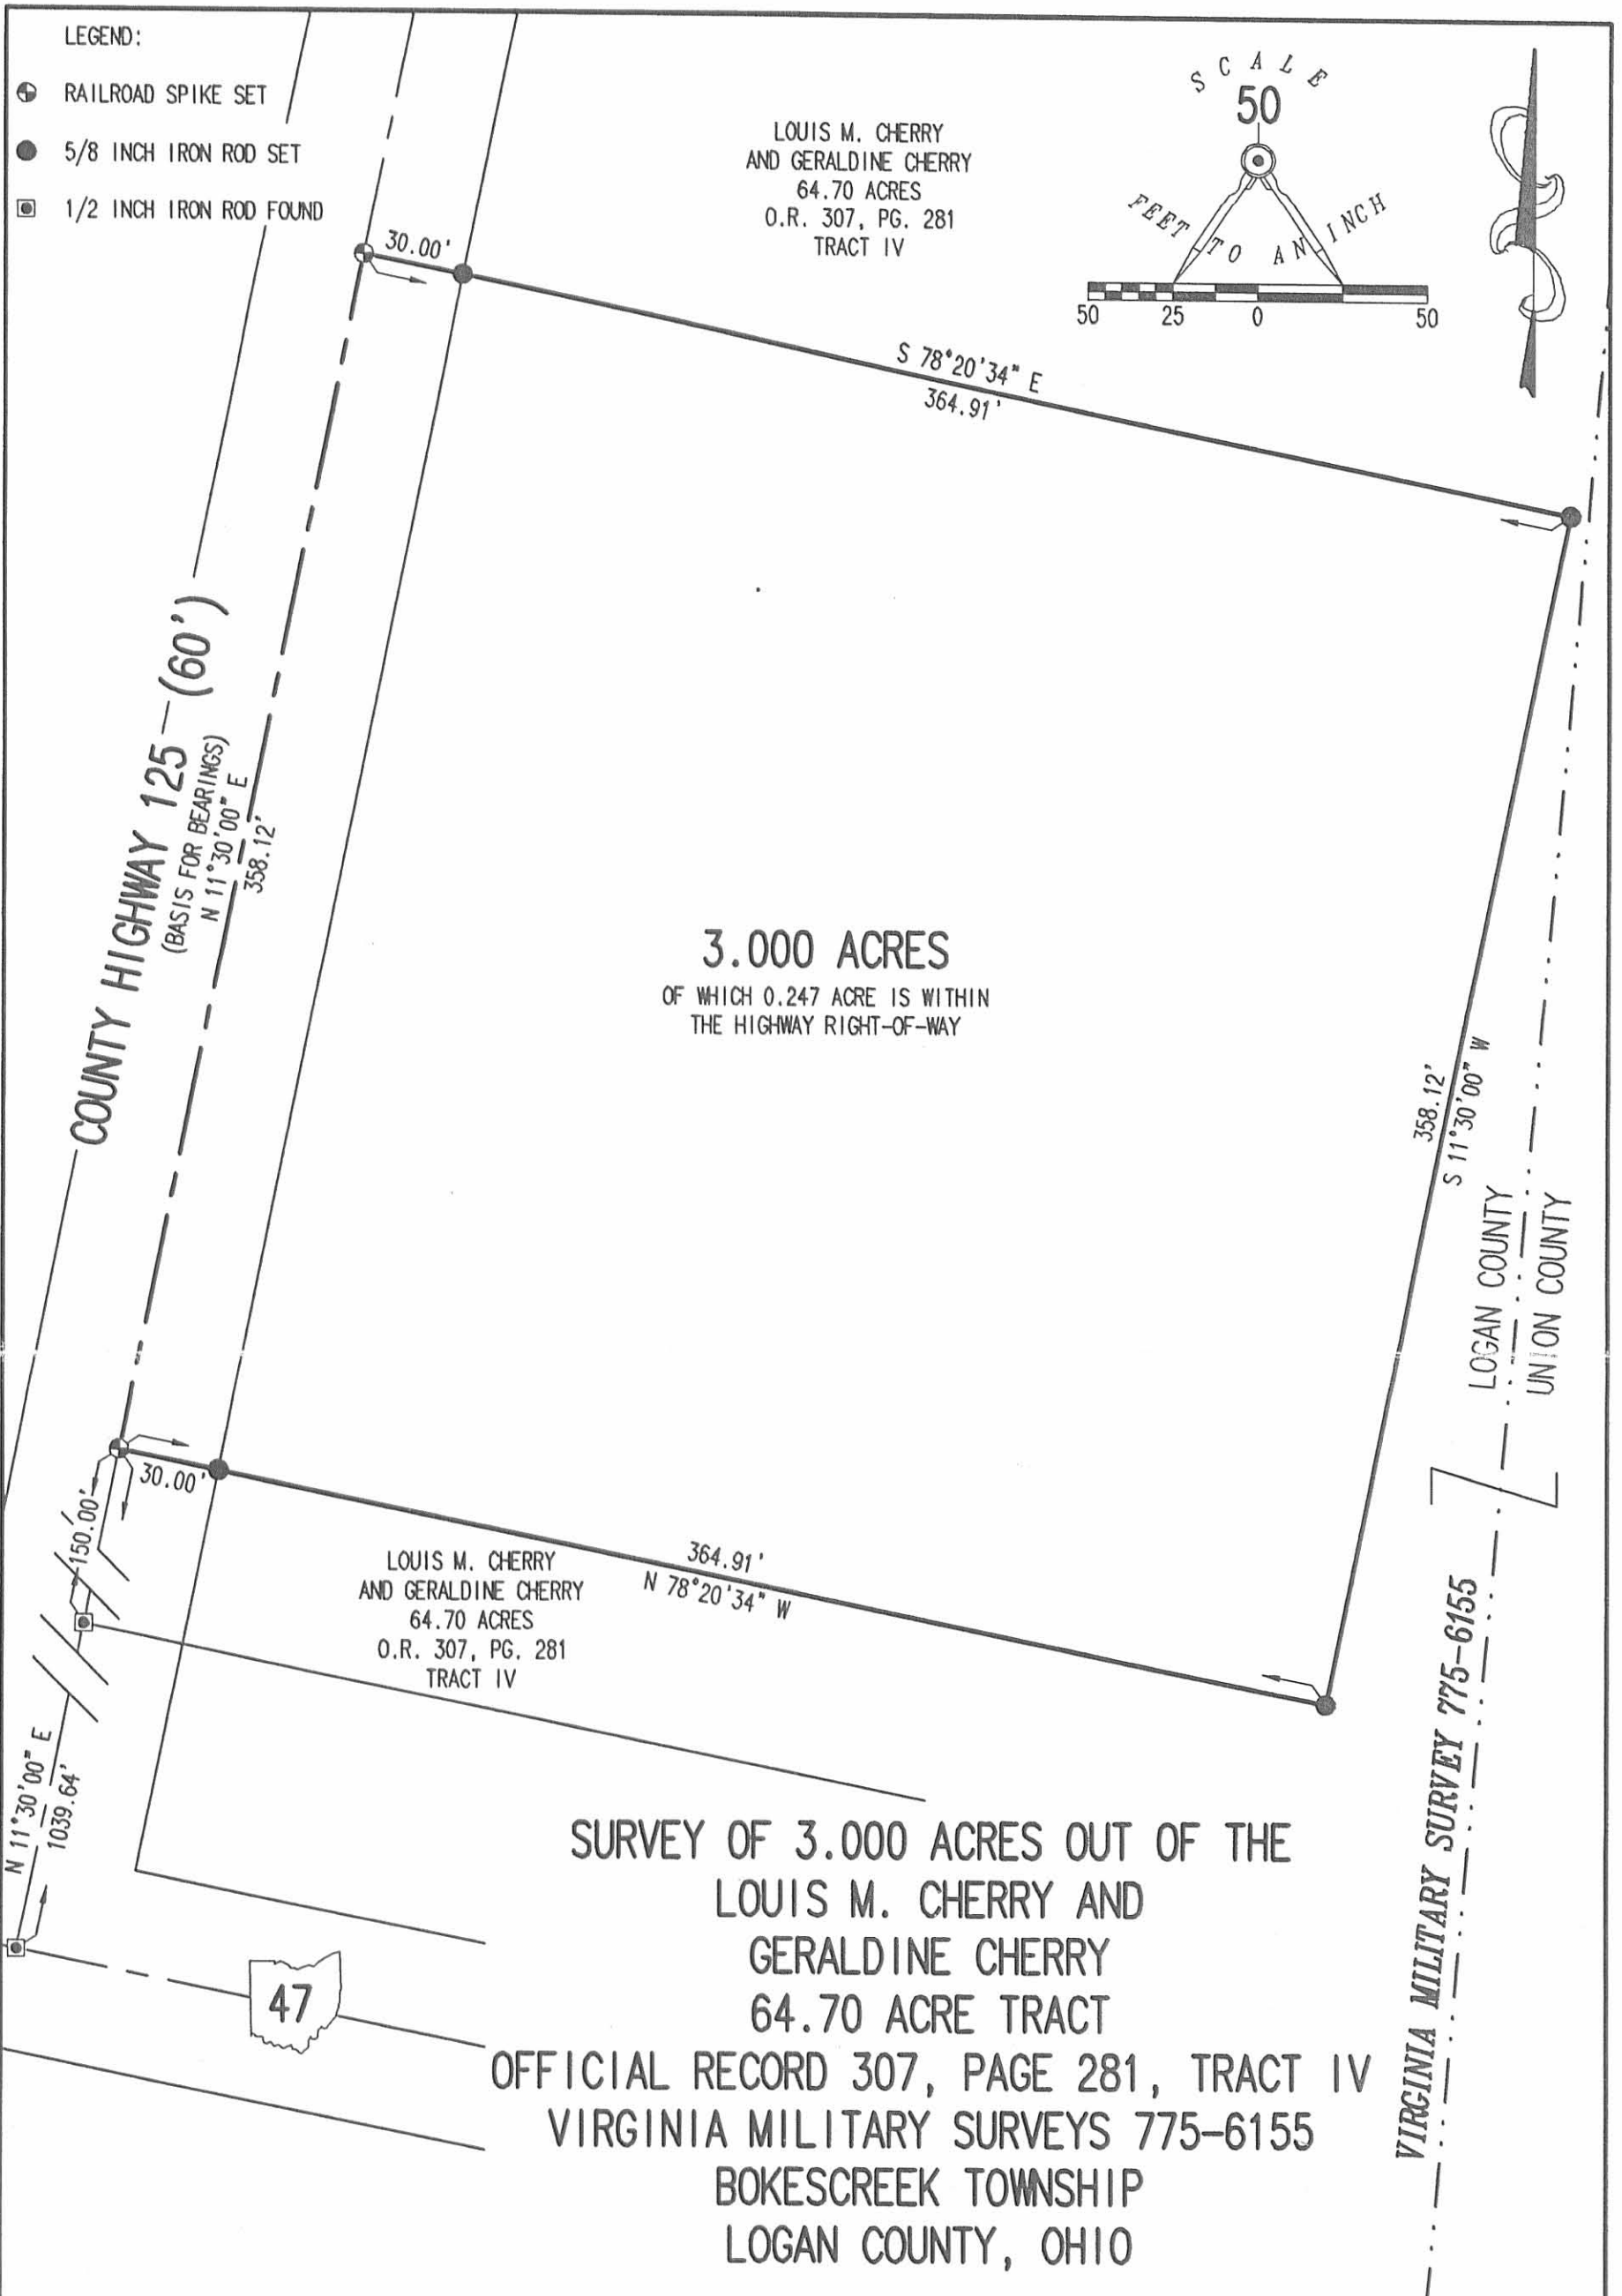 LEGEND:
RAILROAD SPIKE SET
5/8 INCH IRON ROD SET
1/2 INCH IRON ROD FOUND
LOUIS M. CHERRY
AND GERALDINE CHERRY
64.70 ACRES
O.R. 307, PG. 281
TRACT IV
SCALE
50
FEET TO AN INCH
50 25 0 50
30.00'
S 78°20'34" E
364.91'
COUNTY HIGHWAY 125 (60')
(BASIS FOR BEARINGS)
N 11°30'00" E
358.12'
3.000 ACRES
OF WHICH 0.247 ACRE IS WITHIN
THE HIGHWAY RIGHT-OF-WAY
358.12'
S 11°30'00" W
LOGAN COUNTY
UNION COUNTY
30.00'
150.00'
LOUIS M. CHERRY
AND GERALDINE CHERRY
64.70 ACRES
O.R. 307, PG. 281
TRACT IV
364.91'
N 78°20'34" W
N 11°30'00" E
1039.64'
VIRGINIA MILITARY SURVEY 775-6155
47
SURVEY OF 3.000 ACRES OUT OF THE
LOUIS M. CHERRY AND
GERALDINE CHERRY
64.70 ACRE TRACT
OFFICIAL RECORD 307, PAGE 281, TRACT IV
VIRGINIA MILITARY SURVEYS 775-6155
BOKESCREEK TOWNSHIP
LOGAN COUNTY, OHIO